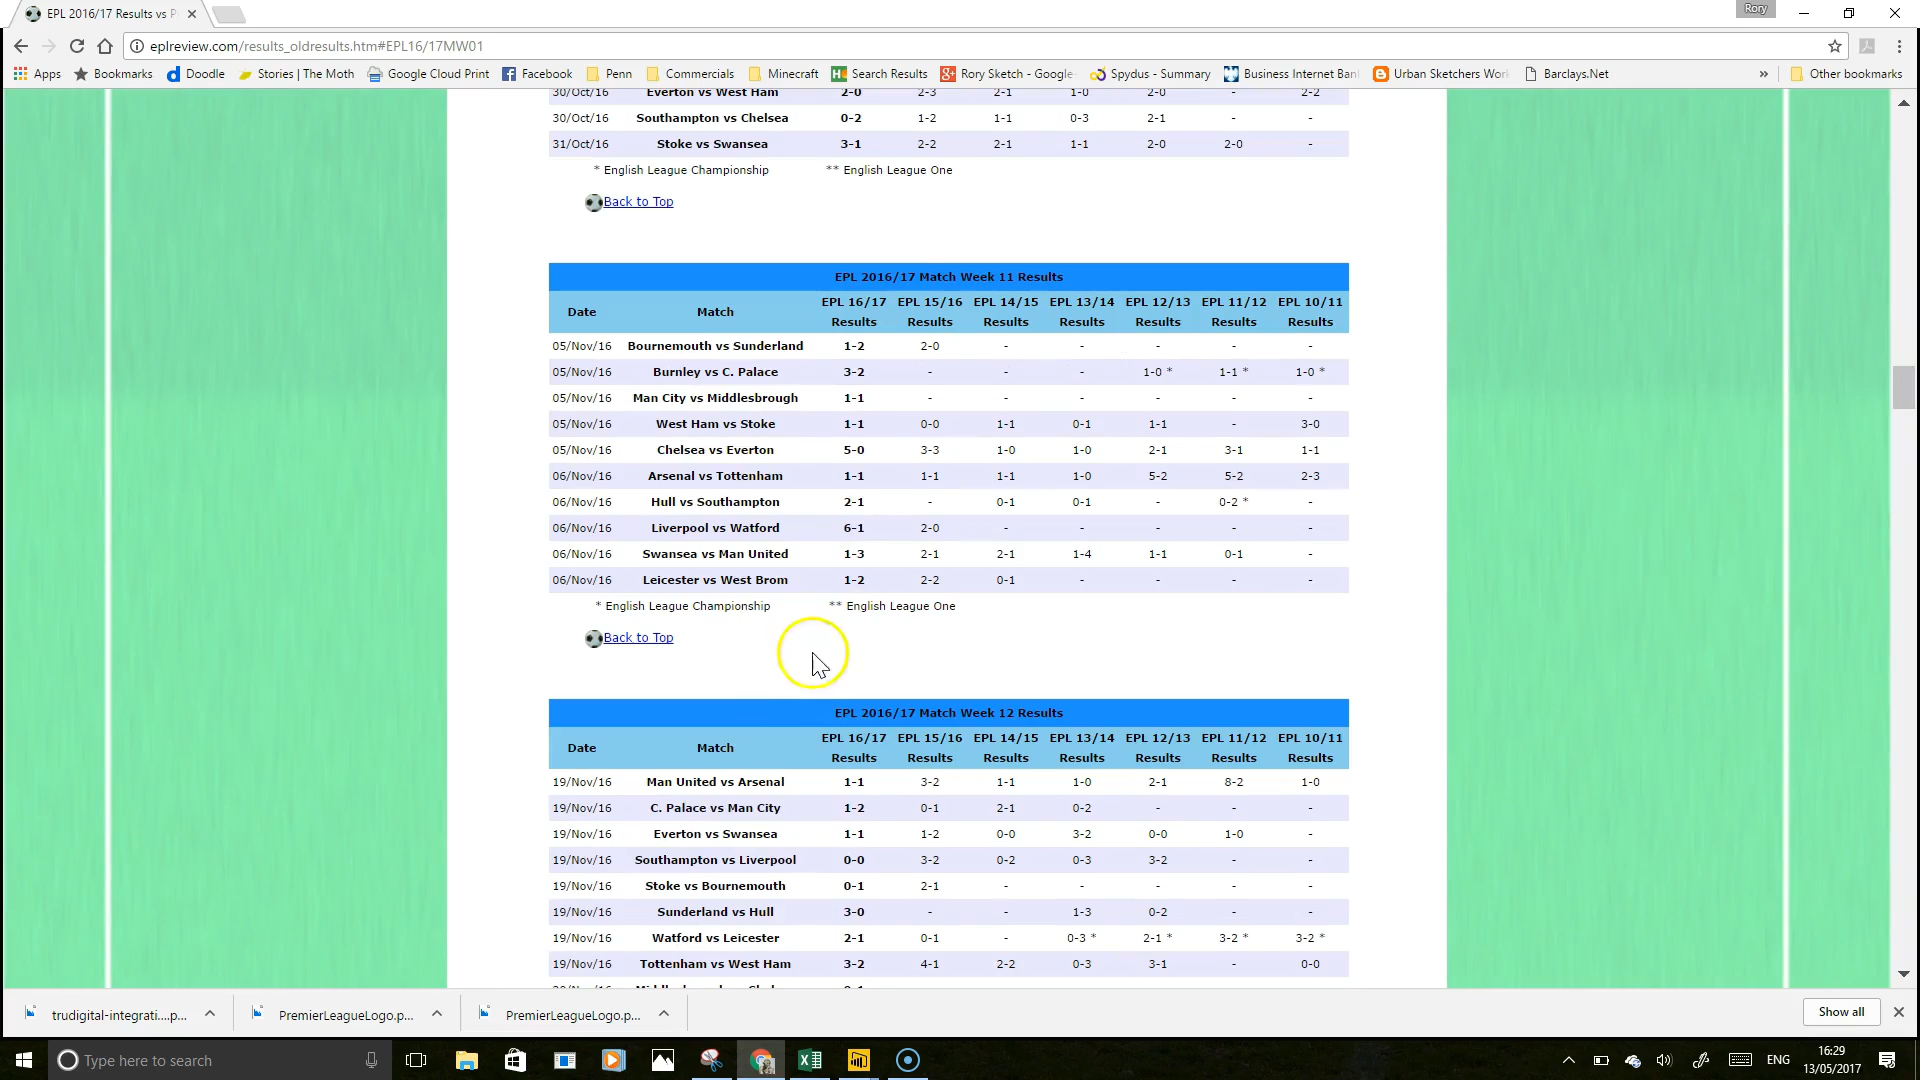 EPL 2016/17 Results vs P
Rory
eplreview.com/results_oldresults.htm#EPL16/17MW01
Apps Bookmarks Doodle Stories | The Moth Google Cloud Print Facebook Penn Commercials Minecraft Search Results Rory Sketch - Google Spydus - Summary Business Internet Ban Urban Sketchers Wor Barclays.Net » Other bookmarks
30/Oct/16 Everton vs West Ham 2-0 2-3 2-1 1-0 2-0 - 2-2
30/Oct/16 Southampton vs Chelsea 0-2 1-2 1-1 0-3 2-1 - -
31/Oct/16 Stoke vs Swansea 3-1 2-2 2-1 1-1 2-0 2-0 -
* English League Championship ** English League One
Back to Top
EPL 2016/17 Match Week 11 Results
Date Match EPL 16/17 Results EPL 15/16 Results EPL 14/15 Results EPL 13/14 Results EPL 12/13 Results EPL 11/12 Results EPL 10/11 Results
05/Nov/16 Bournemouth vs Sunderland 1-2 2-0 - - - - -
05/Nov/16 Burnley vs C. Palace 3-2 - - - 1-0 * 1-1 * 1-0 *
05/Nov/16 Man City vs Middlesbrough 1-1 - - - - - -
05/Nov/16 West Ham vs Stoke 1-1 0-0 1-1 0-1 1-1 - 3-0
05/Nov/16 Chelsea vs Everton 5-0 3-3 1-0 1-0 2-1 3-1 1-1
06/Nov/16 Arsenal vs Tottenham 1-1 1-1 1-1 1-0 5-2 5-2 2-3
06/Nov/16 Hull vs Southampton 2-1 - 0-1 0-1 - 0-2 * -
06/Nov/16 Liverpool vs Watford 6-1 2-0 - - - - -
06/Nov/16 Swansea vs Man United 1-3 2-1 2-1 1-4 1-1 0-1 -
06/Nov/16 Leicester vs West Brom 1-2 2-2 0-1 - - - -
* English League Championship ** English League One
Back to Top
EPL 2016/17 Match Week 12 Results
Date Match EPL 16/17 Results EPL 15/16 Results EPL 14/15 Results EPL 13/14 Results EPL 12/13 Results EPL 11/12 Results EPL 10/11 Results
19/Nov/16 Man United vs Arsenal 1-1 3-2 1-1 1-0 2-1 8-2 1-0
19/Nov/16 C. Palace vs Man City 1-2 0-1 2-1 0-2 - - -
19/Nov/16 Everton vs Swansea 1-1 1-2 0-0 3-2 0-0 1-0 -
19/Nov/16 Southampton vs Liverpool 0-0 3-2 0-2 0-3 3-2 - -
19/Nov/16 Stoke vs Bournemouth 0-1 2-1 - - - - -
19/Nov/16 Sunderland vs Hull 3-0 - - 1-3 0-2 - -
19/Nov/16 Watford vs Leicester 2-1 0-1 - 0-3 * 2-1 * 3-2 * 3-2 *
19/Nov/16 Tottenham vs West Ham 3-2 4-1 2-2 0-3 3-1 - 0-0
trudigital-integrati....p... PremierLeagueLogo.p... PremierLeagueLogo.p... Show all
Type here to search ENG 16:29
13/05/2017